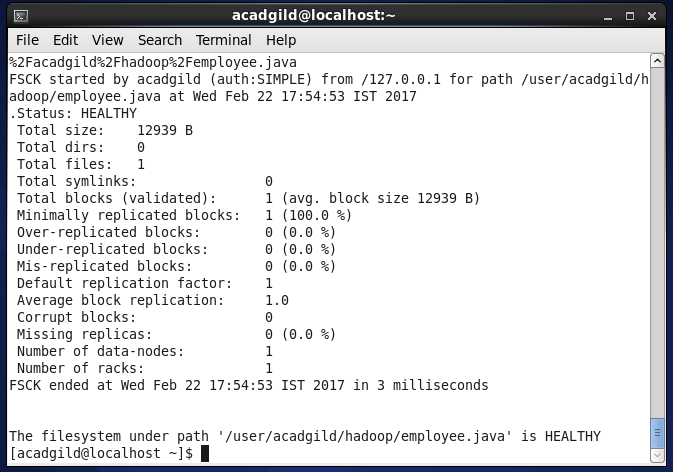 acadgild@localhost:~
File Edit View Search Terminal Help
%2Facadgild%2Fhadoop%2Femployee.java
FSCK started by acadgild (auth:SIMPLE) from /127.0.0.1 for path /user/acadgild/h
adoop/employee.java at Wed Feb 22 17:54:53 IST 2017
.Status: HEALTHY
Total size: 12939 B
Total dirs: 0
Total files: 1
Total symlinks: 0
Total blocks (validated): 1 (avg. block size 12939 B)
Minimally replicated blocks: 1 (100.0 %)
Over-replicated blocks: 0 (0.0 %)
Under-replicated blocks: 0 (0.0 %)
Mis-replicated blocks: 0 (0.0 %)
Default replication factor: 1
Average block replication: 1.0
Corrupt blocks: 0
Missing replicas: 0 (0.0 %)
Number of data-nodes: 1
Number of racks: 1
FSCK ended at Wed Feb 22 17:54:53 IST 2017 in 3 milliseconds
The filesystem under path '/user/acadgild/hadoop/employee.java' is HEALTHY
[acadgild@localhost ~]$